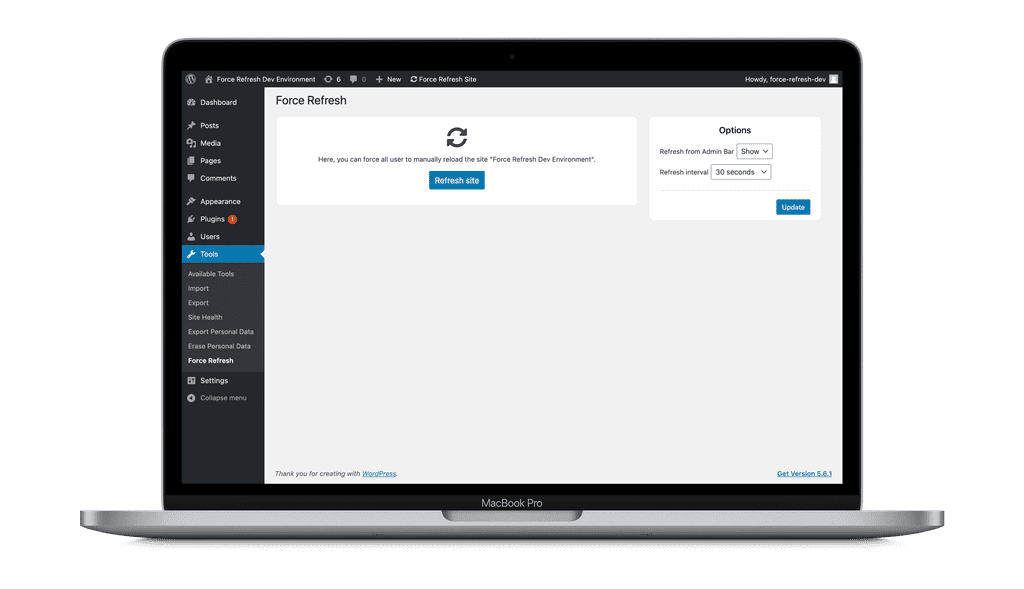 Force Refresh Dev Environment 6 0 New Force Refresh Site Howdy, force-refresh-dev
Dashboard
Posts
Media
Pages
Comments
Appearance
Plugins 1
Users
Tools
Available Tools
Import
Export
Site Health
Export Personal Data
Erase Personal Data
Force Refresh
Settings
Collapse menu
Force Refresh
Here, you can force all user to manually reload the site "Force Refresh Dev Environment".
Refresh site
Options
Refresh from Admin Bar Show
Refresh interval 30 seconds
Update
Thank you for creating with WordPress.
Get Version 5.6.1
MacBook Pro